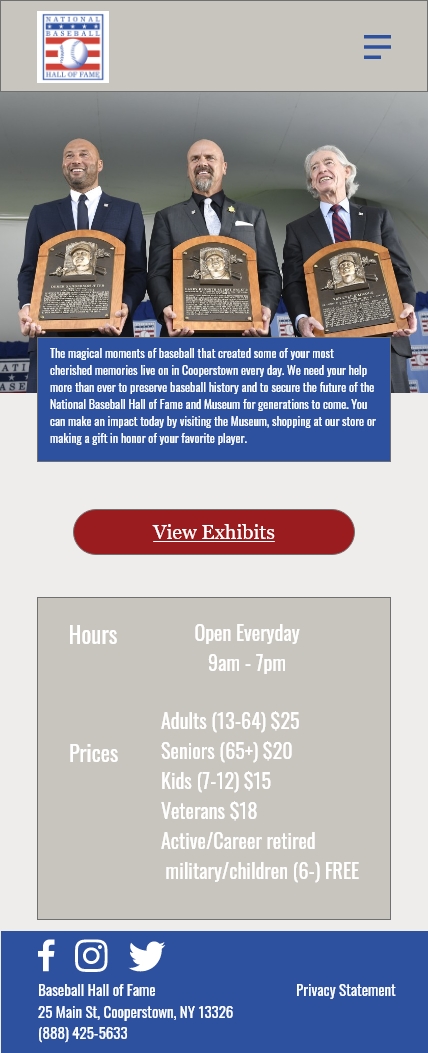 NATIONAL
BASEBALL
HALL OF FAME
The magical moments of baseball that created some of your most
cherished memories live on in Cooperstown every day. We need your help
more than ever to preserve baseball history and to secure the future of the
National Baseball Hall of Fame and Museum for generations to come. You
can make an impact today by visiting the Museum, shopping at our store or
making a gift in honor of your favorite player.
View Exhibits
Hours
Open Everyday
9am - 7pm
Prices
Adults (13-64) $25
Seniors (65+) $20
Kids (7-12) $15
Veterans $18
Active/Career retired
military/children (6-) FREE
Baseball Hall of Fame
Privacy Statement
25 Main St, Cooperstown, NY 13326
(888) 425-5633